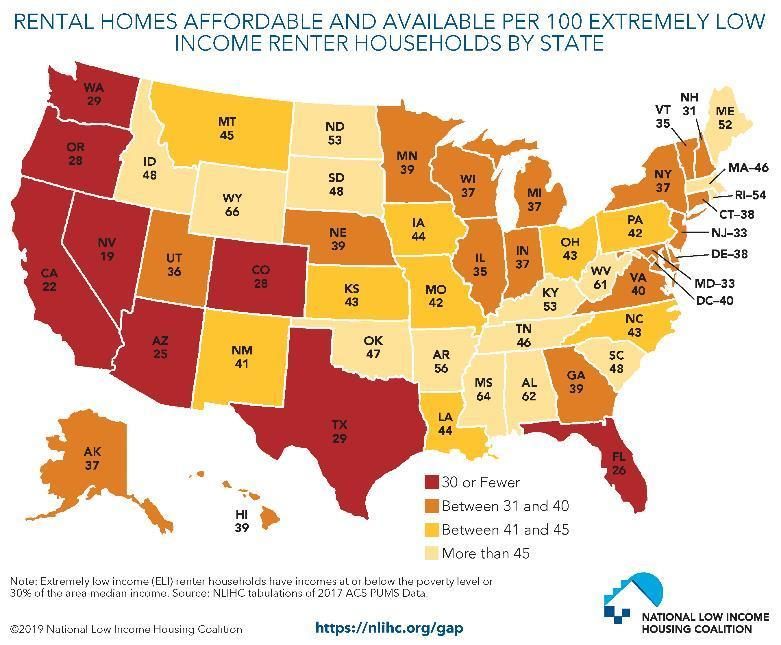 RENTAL HOMES AFFORDABLE AND AVAILABLE PER 100 EXTREMELY LOW
INCOME RENTER HOUSEHOLDS BY STATE
WA
29
OR
28
CA
22
NV
19
ID
48
MT
45
WY
66
UT
36
CO
28
AZ
25
NM
41
ND
53
SD
48
NE
39
KS
43
OK
47
TX
29
MN
39
IA
44
MO
42
AR
56
LA
44
WI
37
IL
35
MI
37
IN
37
OH
43
KY
53
TN
46
MS
64
AL
62
GA
39
FL
26
SC
48
NC
43
VA
40
WV
61
PA
42
NY
37
VT
35
NH
31
ME
52
MA–46
RI–54
CT–38
NJ–33
DE–38
MD–33
DC–40
AK
37
HI
39
30 or Fewer
Between 31 and 40
Between 41 and 45
More than 45
Note: Extremely low income (ELI) renter households have incomes at or below the poverty level or
30% of the area median income. Source: NLIHC tabulations of 2017 ACS PUMS Data.
©2019 National Low Income Housing Coalition
https://nlihc.org/gap
NATIONAL LOW INCOME
HOUSING COALITION